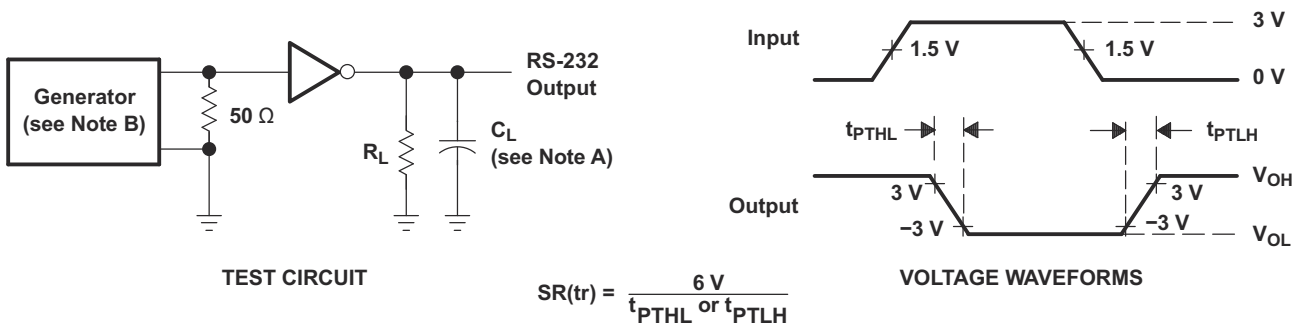 Generator
(see Note B)
50 Ω
RS-232
Output
R_L
C_L
(see Note A)
TEST CIRCUIT
Input
1.5 V
1.5 V
3 V
0 V
t_PTHL
t_PTLH
Output
3 V
−3 V
3 V
−3 V
V_OH
V_OL
VOLTAGE WAVEFORMS
SR(tr) = 6 V / t_PTHL or t_PTLH